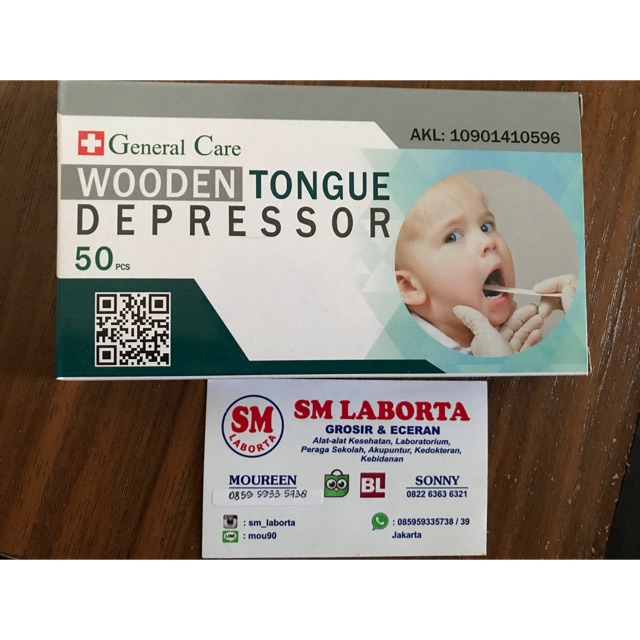 General Care
AKL: 10901410596
WOODEN TONGUE
DEPRESSOR
50 PCS
SM
LABORTA
SM LABORTA
GROSIR & ECERAN
Alat-alat Kesehatan, Laboratorium,
Peraga Sekolah, Akupuntur, Kedokteran,
Kebidanan
MOUREEN
0859 5933 5738
BL
SONNY
0822 6363 6321
: sm_laborta
LINE : mou90
: 085959335738 / 39
Jakarta